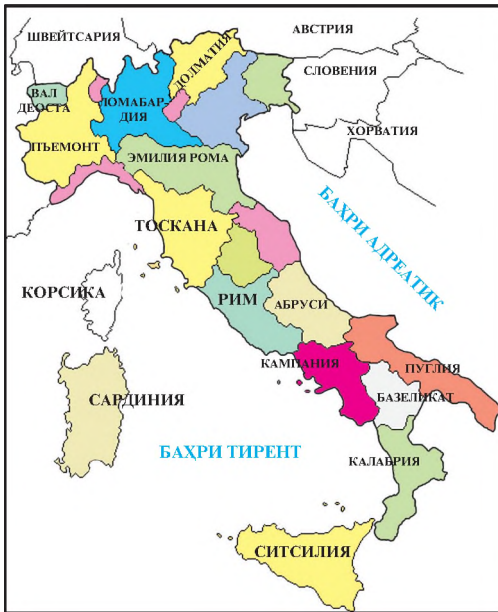 ШВЕЙТСАРИЯ
АВСТРИЯ
СЛОВЕНИЯ
ХОРВАТИЯ
ДОЛМАТИЯ
ВАЛ
ДЕОСТА
ЛОМАБАР-
ДИЯ
ПЪЕМОНТ
ЭМИЛИЯ РОМА
ТОСКАНА
БАҲРИ АДРЕАТИК
КОРСИКА
РИМ
АБРУСИ
КАМПАНИЯ
ПУГЛИЯ
БАЗЕЛИКАТ
САРДИНИЯ
БАҲРИ ТИРЕНТ
КАЛАБРИЯ
СИТСИЛИЯ